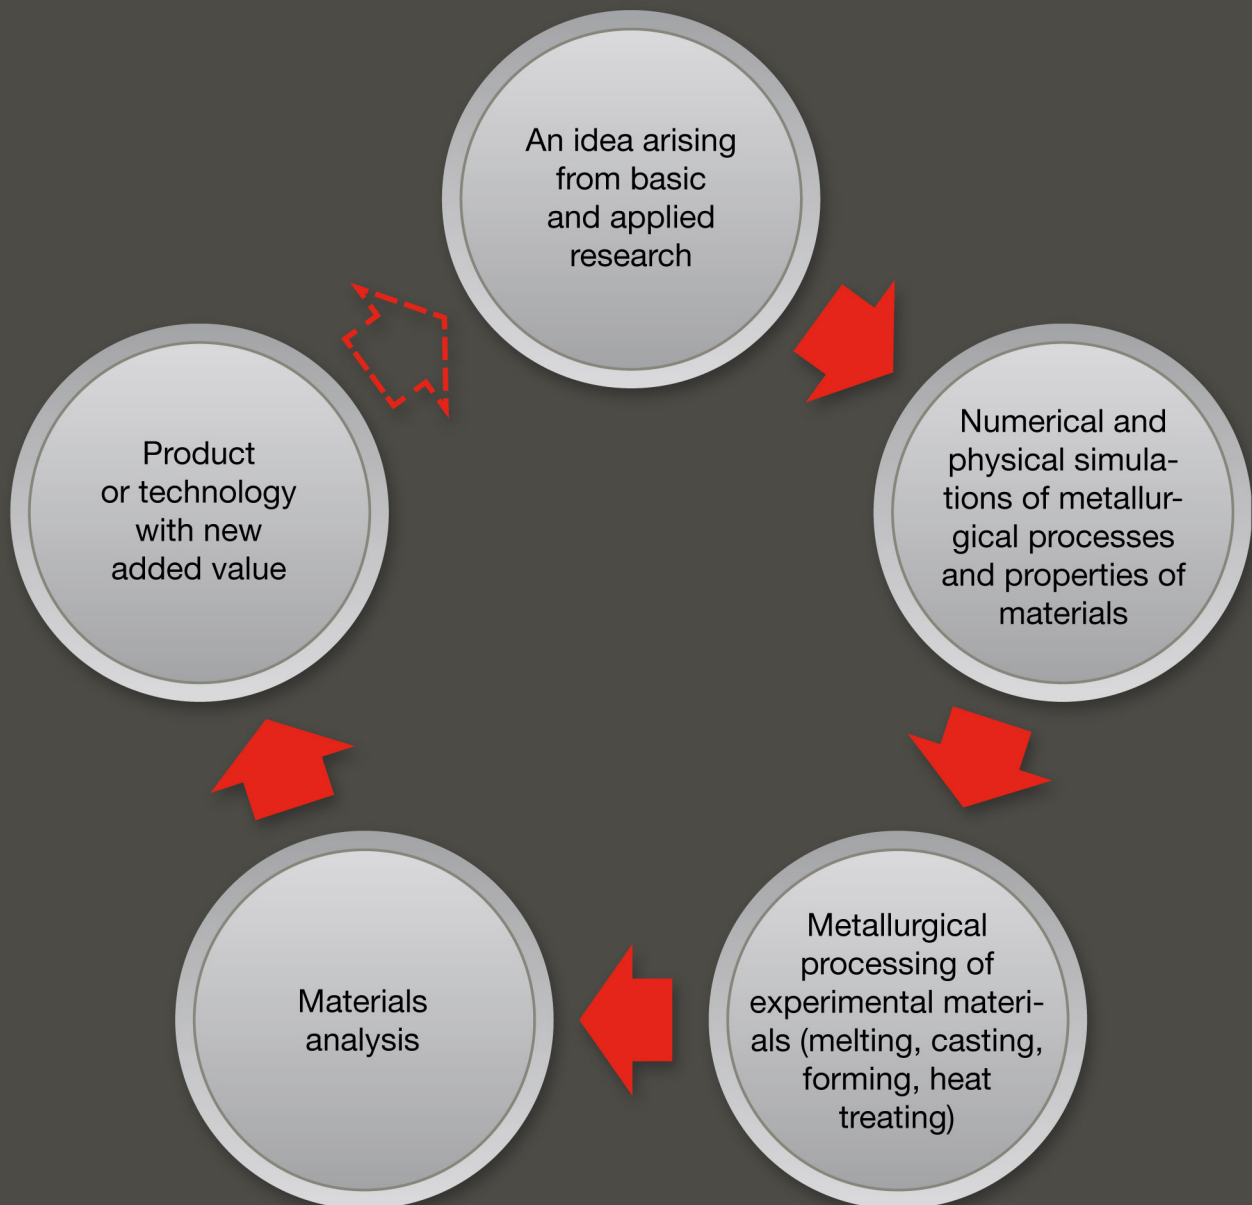 An idea arising
from basic
and applied
research
Numerical and
physical simula-
tions of metallur-
gical processes
and properties of
materials
Metallurgical
processing of
experimental materi-
als (melting, casting,
forming, heat
treating)
Materials
analysis
Product
or technology
with new
added value